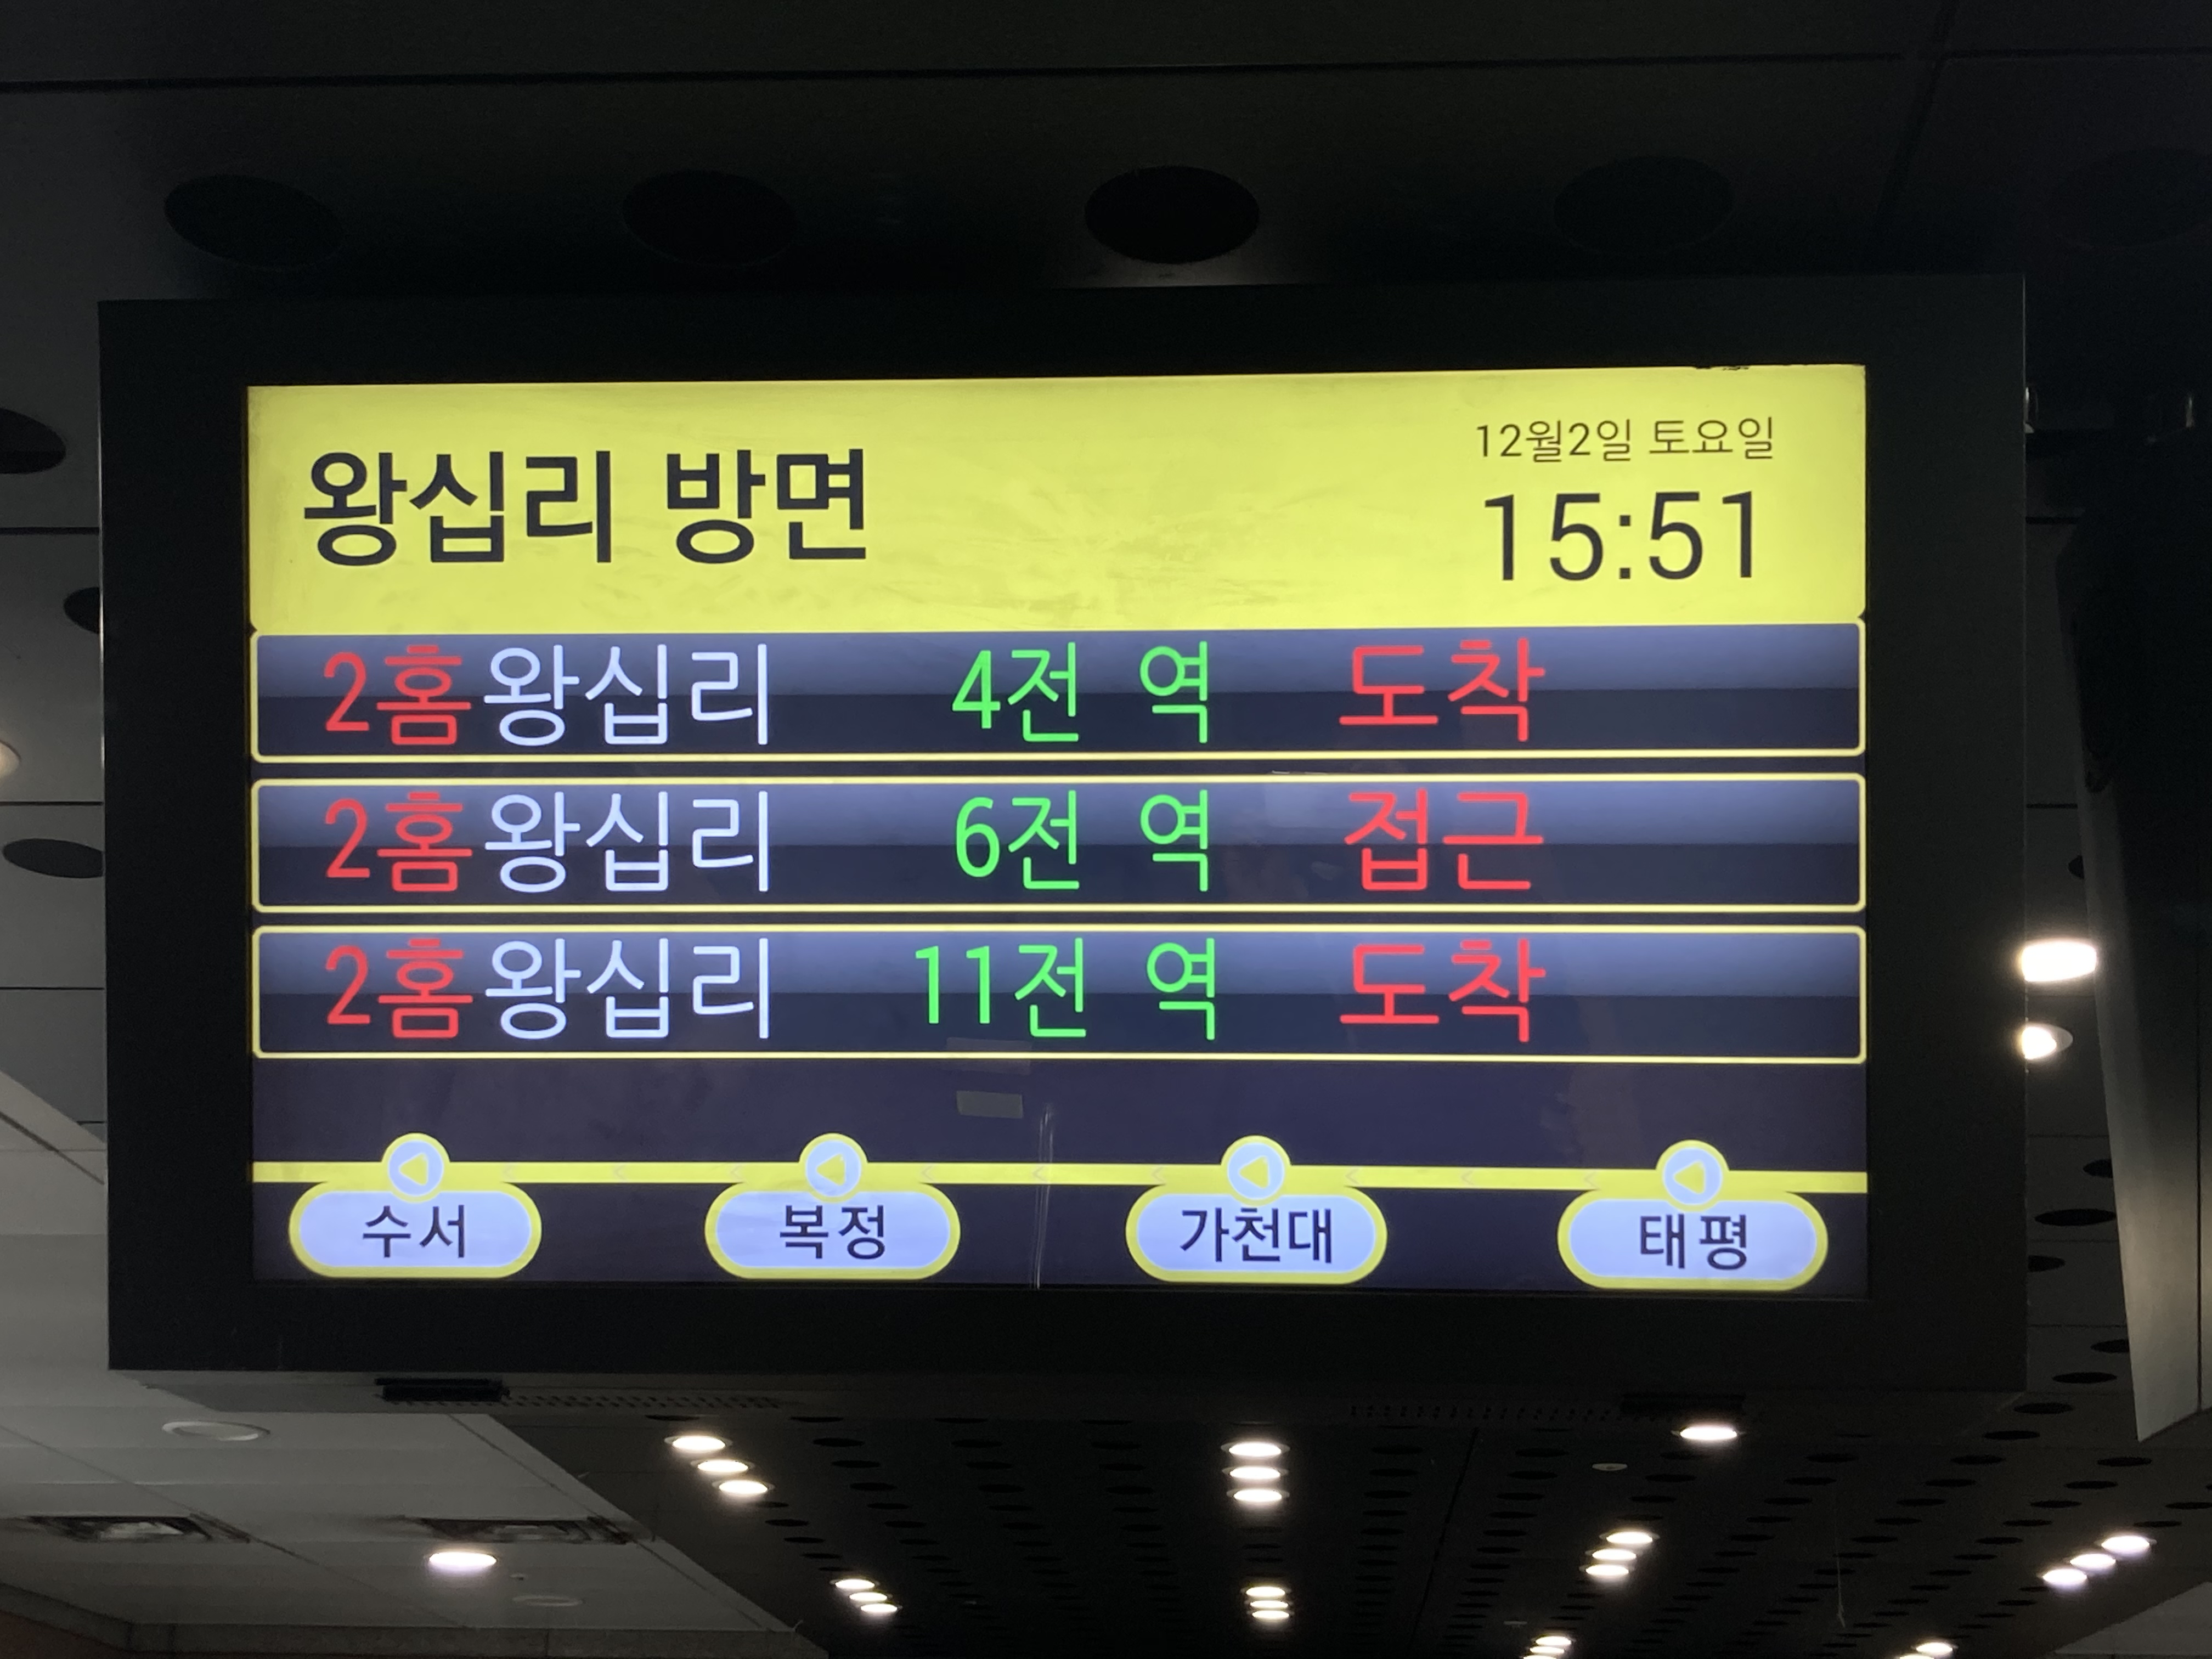 왕십리 방면
12월2일 토요일
15:51
2홈 왕십리 4전 역 도착
2홈 왕십리 6전 역 접근
2홈 왕십리 11전 역 도착
수서 복정 가천대 태평